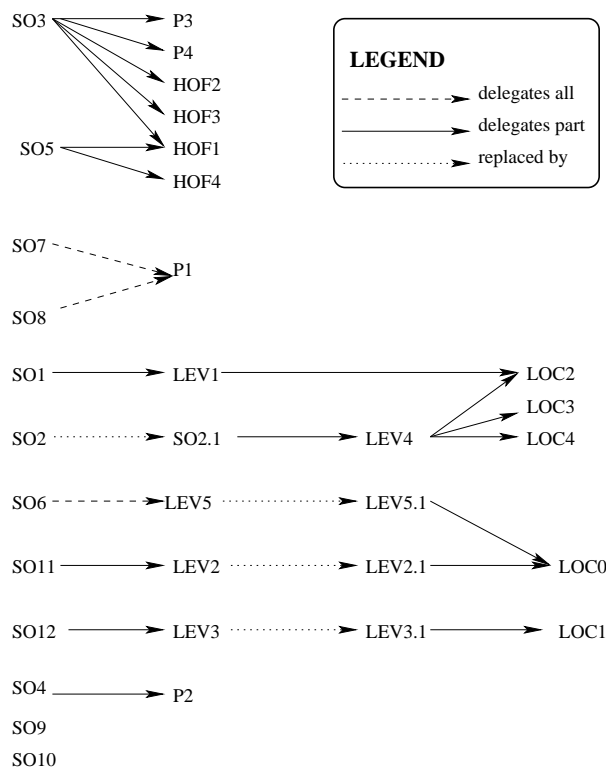 SO3 P3
P4
HOF2
HOF3
SO5 HOF1
HOF4
LEGEND
delegates all
delegates part
replaced by
SO7
P1
SO8
SO1 LEV1 LOC2
LOC3
SO2 SO2.1 LEV4 LOC4
SO6 LEV5 LEV5.1
SO11 LEV2 LEV2.1 LOC0
SO12 LEV3 LEV3.1 LOC1
SO4 P2
SO9
SO10